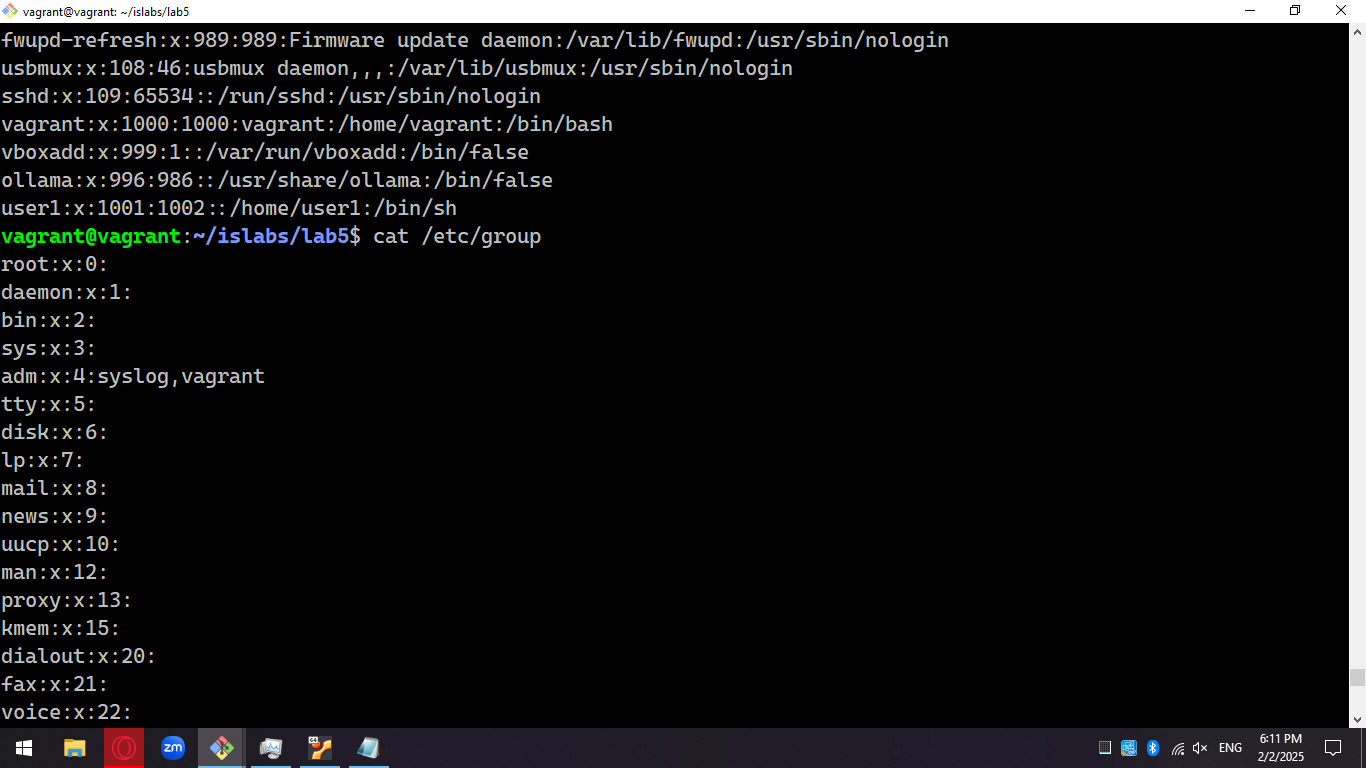 vagrant@vagrant: ~/islabs/lab5
fwupd-refresh:x:989:989:Firmware update daemon:/var/lib/fwupd:/usr/sbin/nologin
usbmux:x:108:46:usbmux daemon,,,:/var/lib/usbmux:/usr/sbin/nologin
sshd:x:109:65534::/run/sshd:/usr/sbin/nologin
vagrant:x:1000:1000:vagrant:/home/vagrant:/bin/bash
vboxadd:x:999:1::/var/run/vboxadd:/bin/false
ollama:x:996:986::/usr/share/ollama:/bin/false
user1:x:1001:1002::/home/user1:/bin/sh
vagrant@vagrant:~/islabs/lab5$ cat /etc/group
root:x:0:
daemon:x:1:
bin:x:2:
sys:x:3:
adm:x:4:syslog,vagrant
tty:x:5:
disk:x:6:
lp:x:7:
mail:x:8:
news:x:9:
uucp:x:10:
man:x:12:
proxy:x:13:
kmem:x:15:
dialout:x:20:
fax:x:21:
voice:x:22:
zm
64
ENG
6:11 PM
2/2/2025